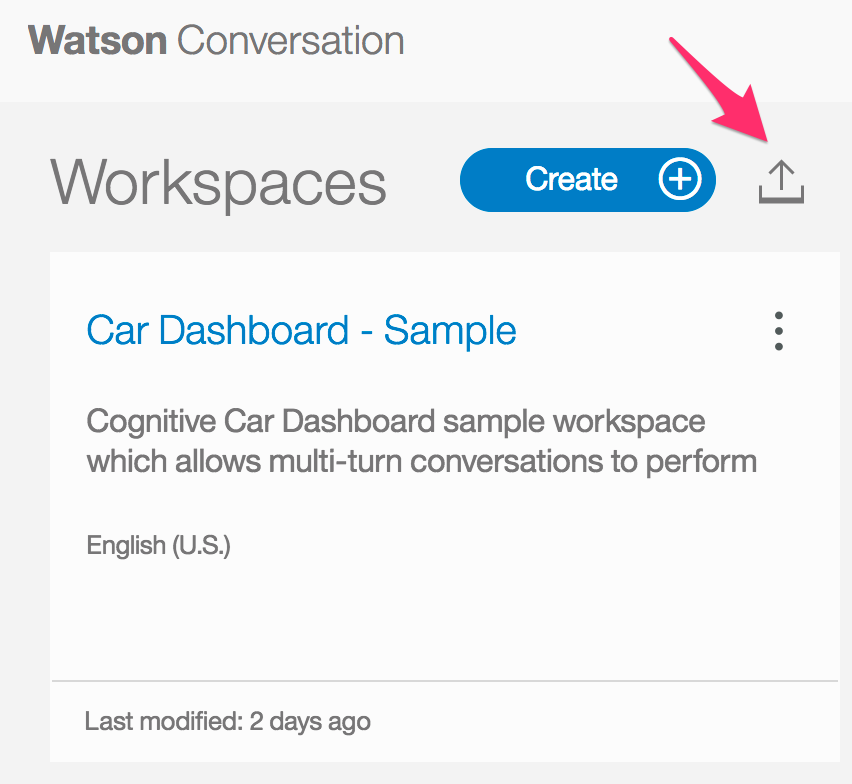 Watson Conversation
Workspaces
Create
Car Dashboard - Sample
Cognitive Car Dashboard sample workspace
which allows multi-turn conversations to perform
English (U.S.)
Last modified: 2 days ago